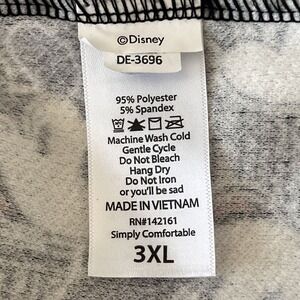 ©Disney
DE-3696
95% Polyester
5% Spandex
Machine Wash Cold
Gentle Cycle
Do Not Bleach
Hang Dry
Do Not Iron
or you'll be sad
MADE IN VIETNAM
RN#142161
Simply Comfortable
3XL